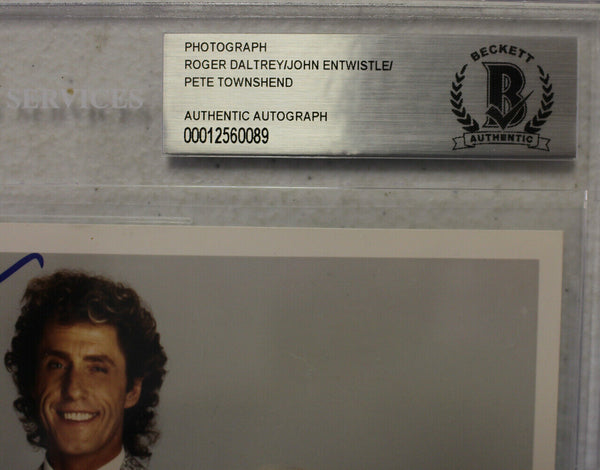 PHOTOGRAPH
ROGER DALTREY/JOHN ENTWISTLE/
PETE TOWNSHEND
AUTHENTIC AUTOGRAPH
00012560089
BECKETT
B
AUTHENTIC
SERVICES